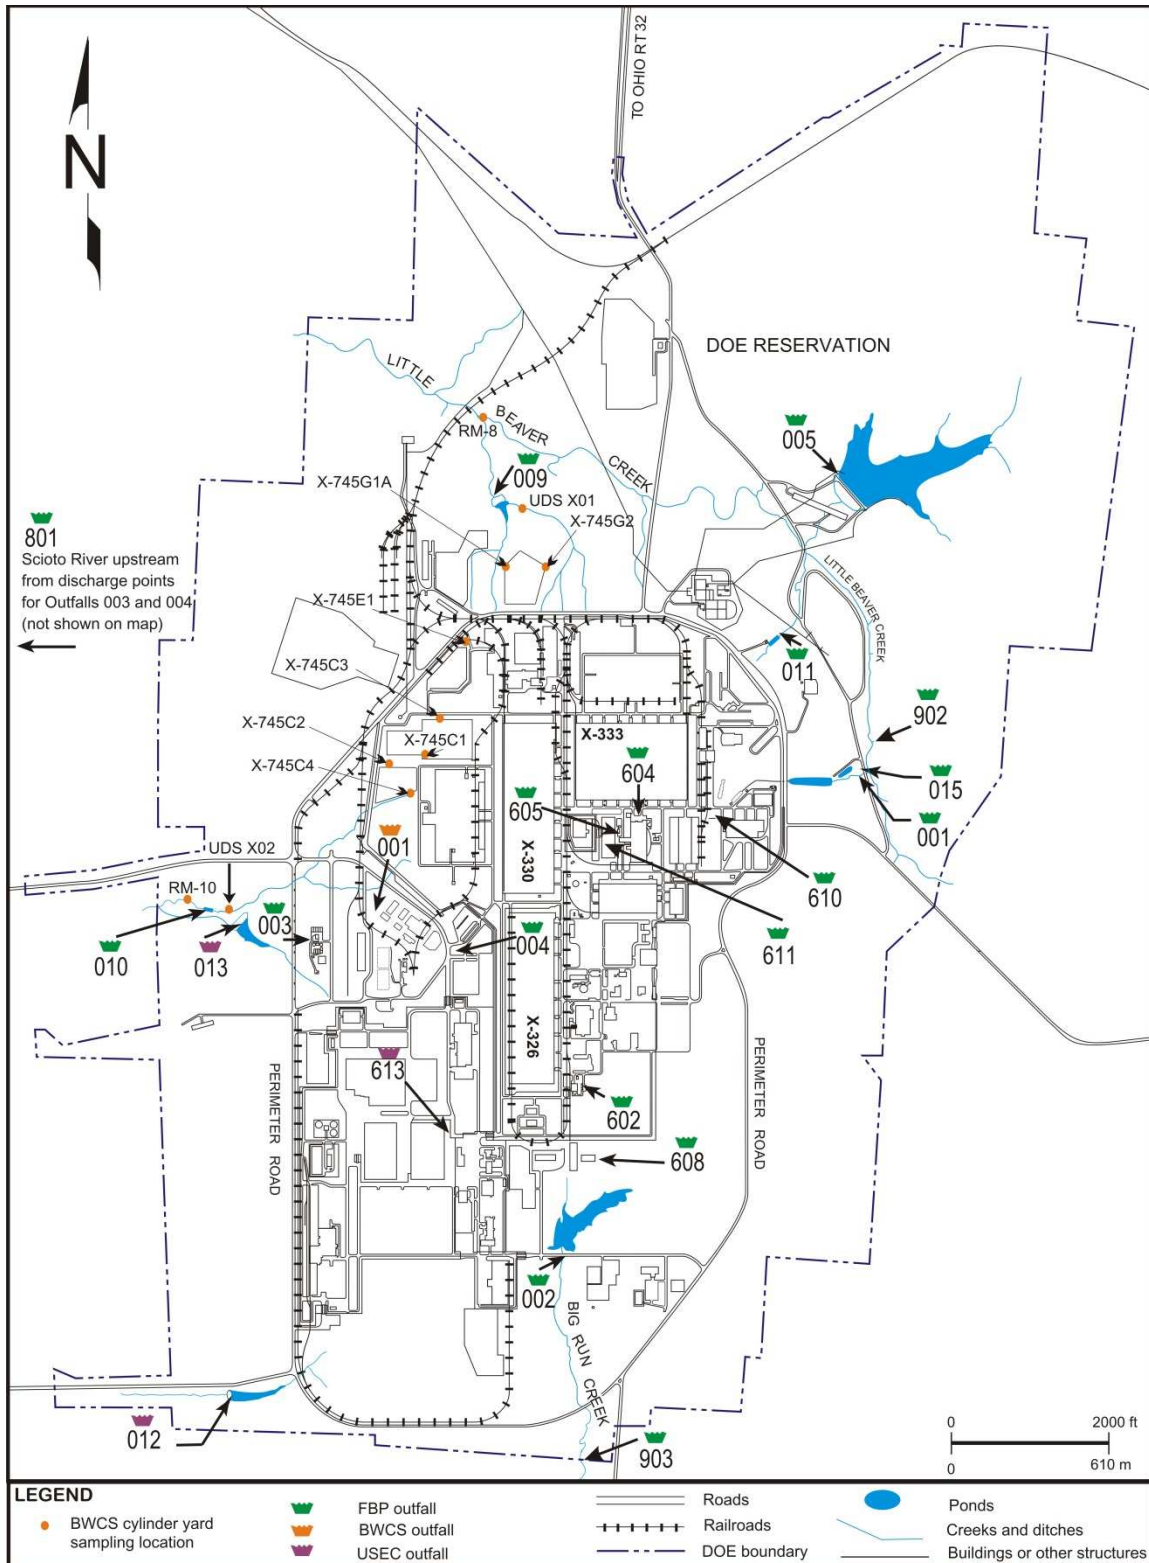 N
TO OHIO RT 32
DOE RESERVATION
LITTLE
BEAVER
CREEK
RM-8
009
005
X-745G1A
UDS X01
X-745G2
801
Scioto River upstream
from discharge points
for Outfalls 003 and 004
(not shown on map)
X-745E1
LITTLE BEAVER CREEK
011
X-745C3
X-745C2
X-745C1
X-745C4
902
X-333
604
605
015
001
X-330
001
UDS X02
RM-10
003
010
013
004
610
611
X-326
613
602
608
PERIMETER ROAD
PERIMETER ROAD
002
BIG RUN CREEK
012
903
0 2000 ft
0 610 m
LEGEND
BWCS cylinder yard
sampling location
FBP outfall
BWCS outfall
USEC outfall
Roads
Railroads
DOE boundary
Ponds
Creeks and ditches
Buildings or other structures